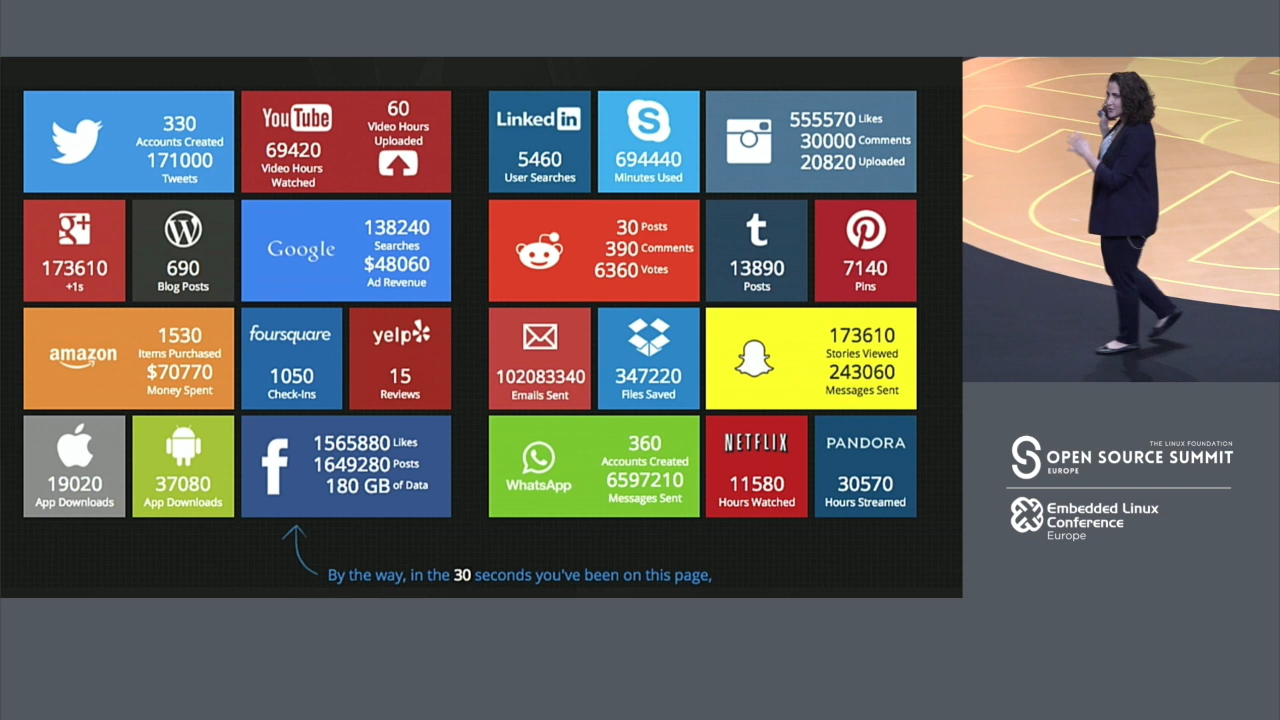 330
Accounts Created
171000
Tweets
YouTube
69420
Video Hours
Watched
60
Video Hours
Uploaded
Linked in
5460
User Searches
S
694440
Minutes Used
555570 Likes
30000 Comments
20820 Uploaded
g+
173610
+1s
W
690
Blog Posts
Google
138240
Searches
$48060
Ad Revenue
30 Posts
390 Comments
6360 Votes
t
13890
Posts
P
7140
Pins
amazon
1530
Items Purchased
$70770
Money Spent
foursquare
1050
Check-Ins
yelp
15
Reviews
102083340
Emails Sent
347220
Files Saved
173610
Stories Viewed
243060
Messages Sent
19020
App Downloads
37080
App Downloads
f
1565880 Likes
1649280 Posts
180 GB of Data
WhatsApp
360
Accounts Created
6597210
Messages Sent
NETFLIX
11580
Hours Watched
PANDORA
30570
Hours Streamed
By the way, in the 30 seconds you've been on this page,
THE LINUX FOUNDATION
OPEN SOURCE SUMMIT
EUROPE
Embedded Linux
Conference
Europe